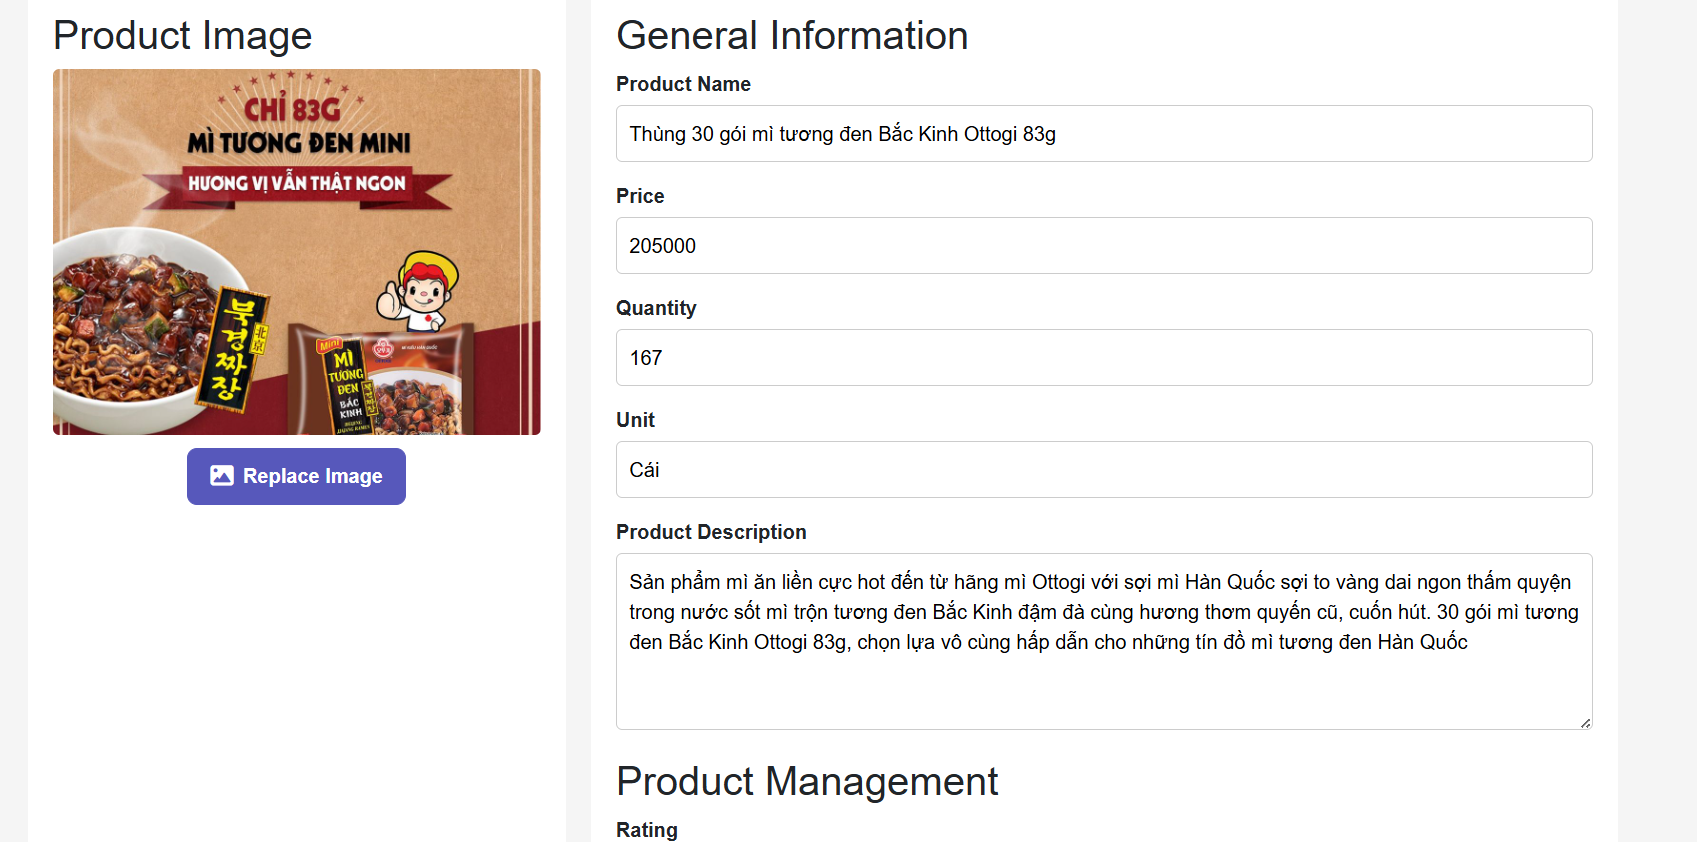 Product Image
CHỈ 83G
MÌ TƯƠNG ĐEN MINI
HƯƠNG VỊ VẪN THẬT NGON
북경짜장
北京
Mini
MÌ
TƯƠNG
ĐEN
BẮC
KINH
Replace Image
General Information
Product Name
Thùng 30 gói mì tương đen Bắc Kinh Ottogi 83g
Price
205000
Quantity
167
Unit
Cái
Product Description
Sản phẩm mì ăn liền cực hot đến từ hãng mì Ottogi với sợi mì Hàn Quốc sợi to vàng dai ngon thấm quyện
trong nước sốt mì trộn tương đen Bắc Kinh đậm đà cùng hương thơm quyến cũ, cuốn hút. 30 gói mì tương
đen Bắc Kinh Ottogi 83g, chọn lựa vô cùng hấp dẫn cho những tín đồ mì tương đen Hàn Quốc
Product Management
Rating